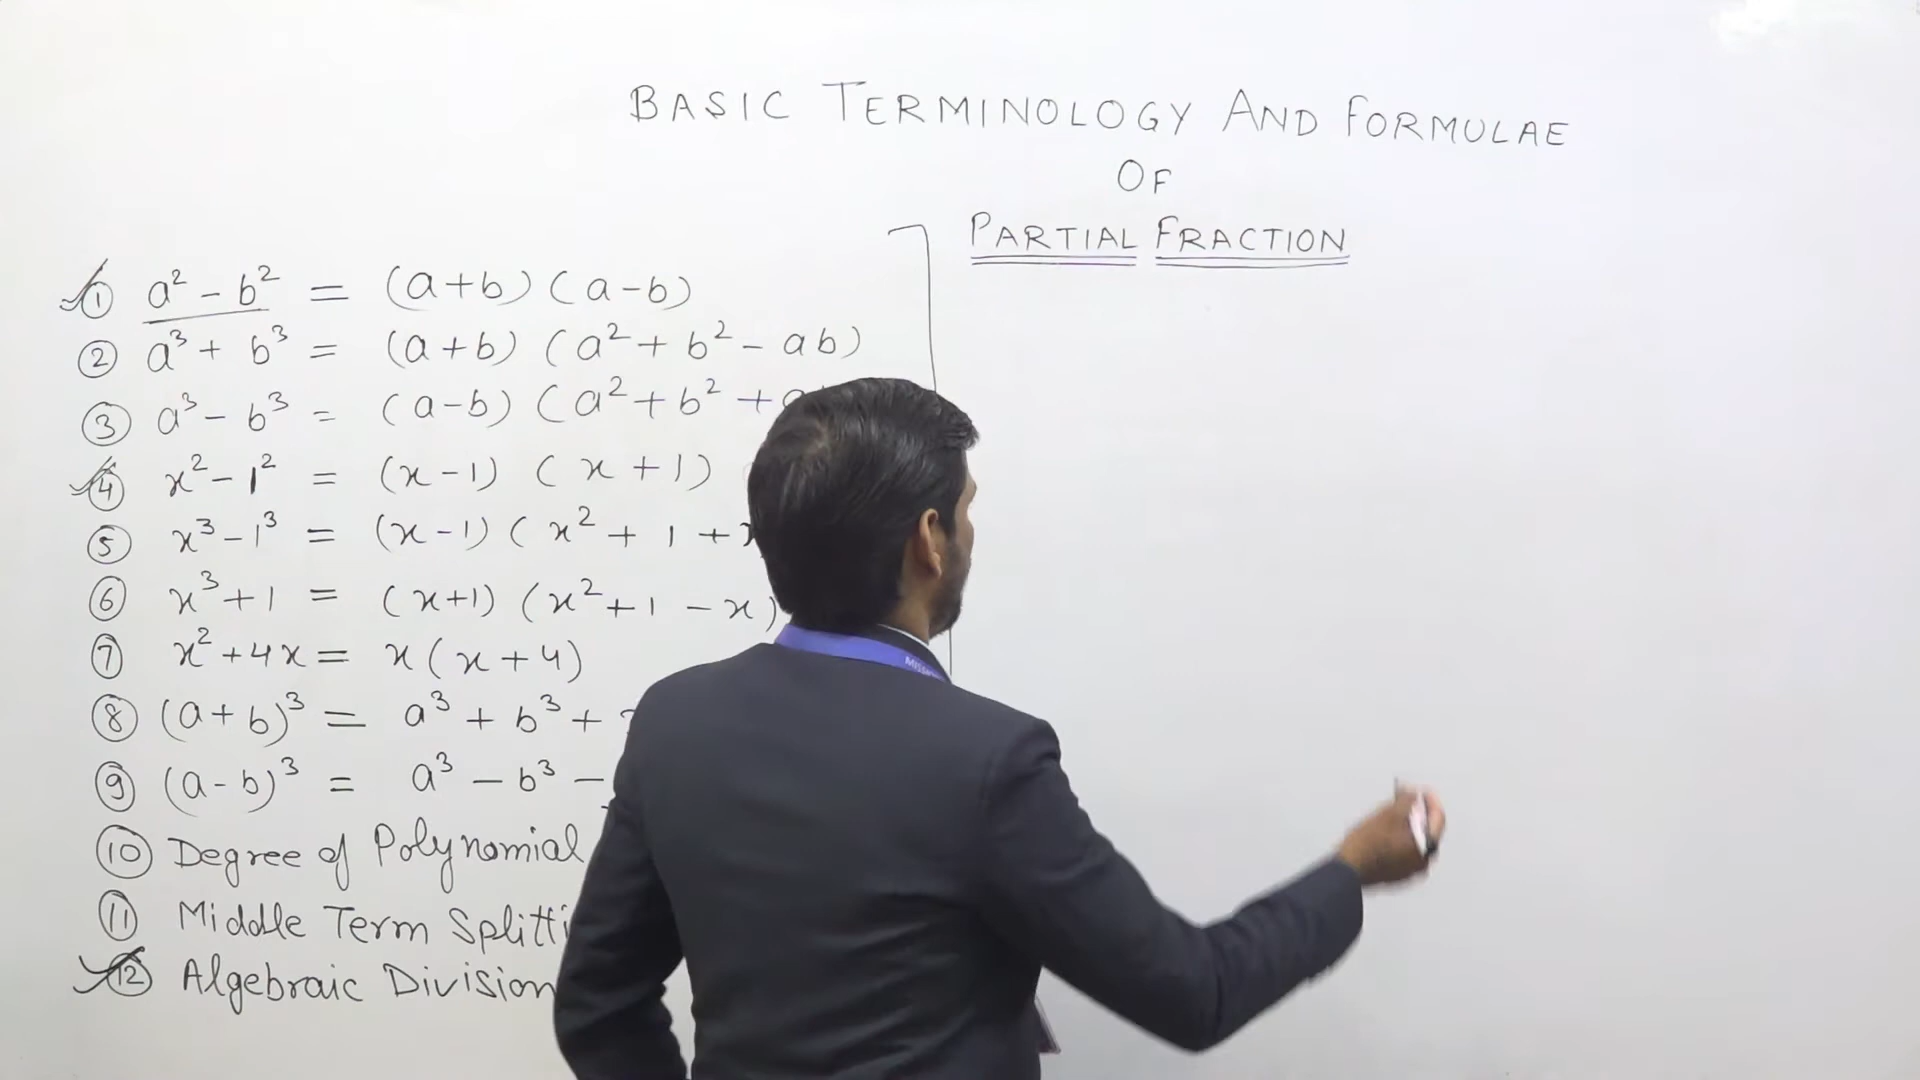 BASIC TERMINOLOGY AND FORMULAE
OF
PARTIAL FRACTION
① a² - b² = (a+b) (a-b)
② a³ + b³ = (a+b) (a² + b² - ab)
③ a³ - b³ = (a-b) (a² + b² +
④ x² - 1² = (x-1) (x+1)
⑤ x³ - 1³ = (x-1) (x² + 1 +
⑥ x³ + 1 = (x+1) (x² + 1 - x)
⑦ x² + 4x = x(x+4)
⑧ (a+b)³ = a³ + b³ +
⑨ (a-b)³ = a³ - b³ -
⑩ Degree of Polynomial
⑪ Middle Term
⑫ Algebraic Division